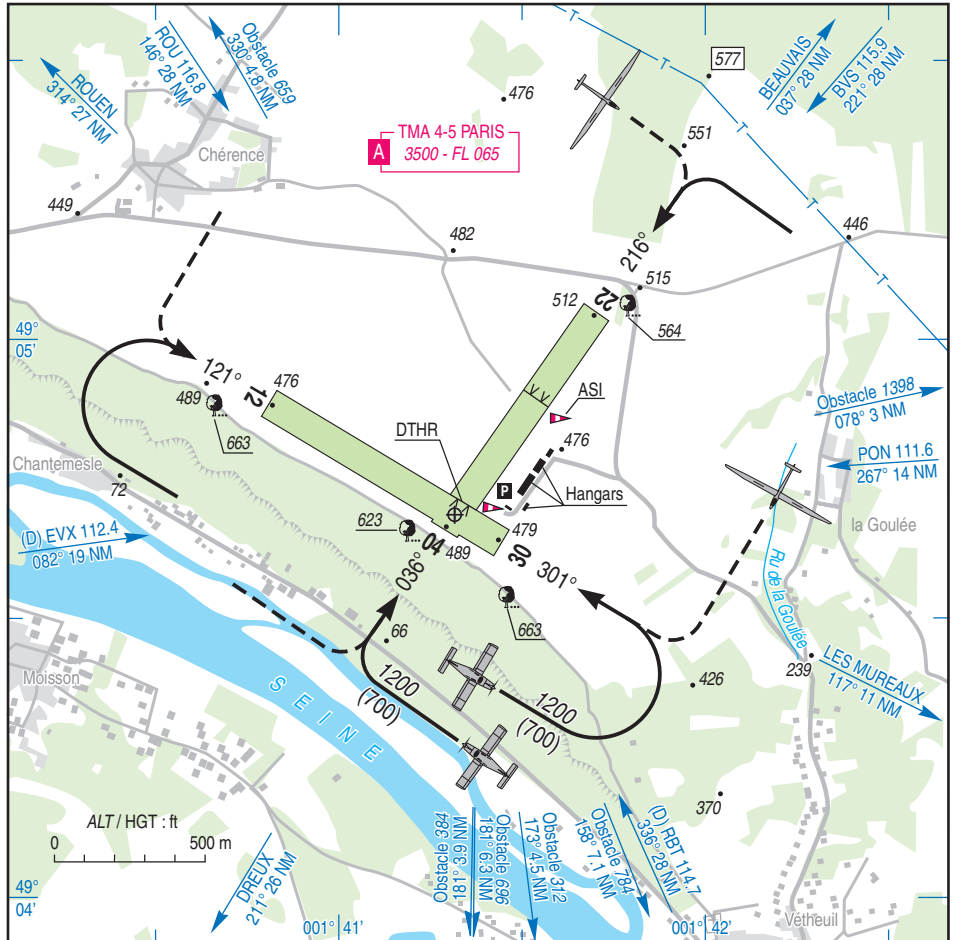 ROUEN
314° 27 NM
ROU 116.8
146° 28 NM
Obstacle 659
330° 4.8 NM
476
577
BEAUVAIS
037° 28 NM
BVS 115.9
221° 28 NM
T
T
T
T
T
A
TMA 4-5 PARIS
3500 - FL 065
551
Chérence
449
482
446
216°
515
22
512
564
49°
05'
121°
489
12
476
663
ASI
DTHR
476
P
Hangars
Obstacle 1398
078° 3 NM
PON 111.6
267° 14 NM
la Goulée
Chantemesle
72
(D) EVX 112.4
082° 19 NM
623
04
489
479
30
036°
301°
663
Ru de la Goulée
66
Moisson
SEINE
1200
(700)
1200
(700)
426
239
LES MUREAUX
117° 11 NM
370
ALT / HGT : ft
0
500 m
DREUX
211° 26 NM
Obstacle 384
181° 3.9 NM
Obstacle 696
181° 6.3 NM
Obstacle 312
173° 4.5 NM
Obstacle 784
158° 7.1 NM
(D) RBT 114.7
336° 28 NM
49°
04'
001° 41'
001° 42'
Vétheuil